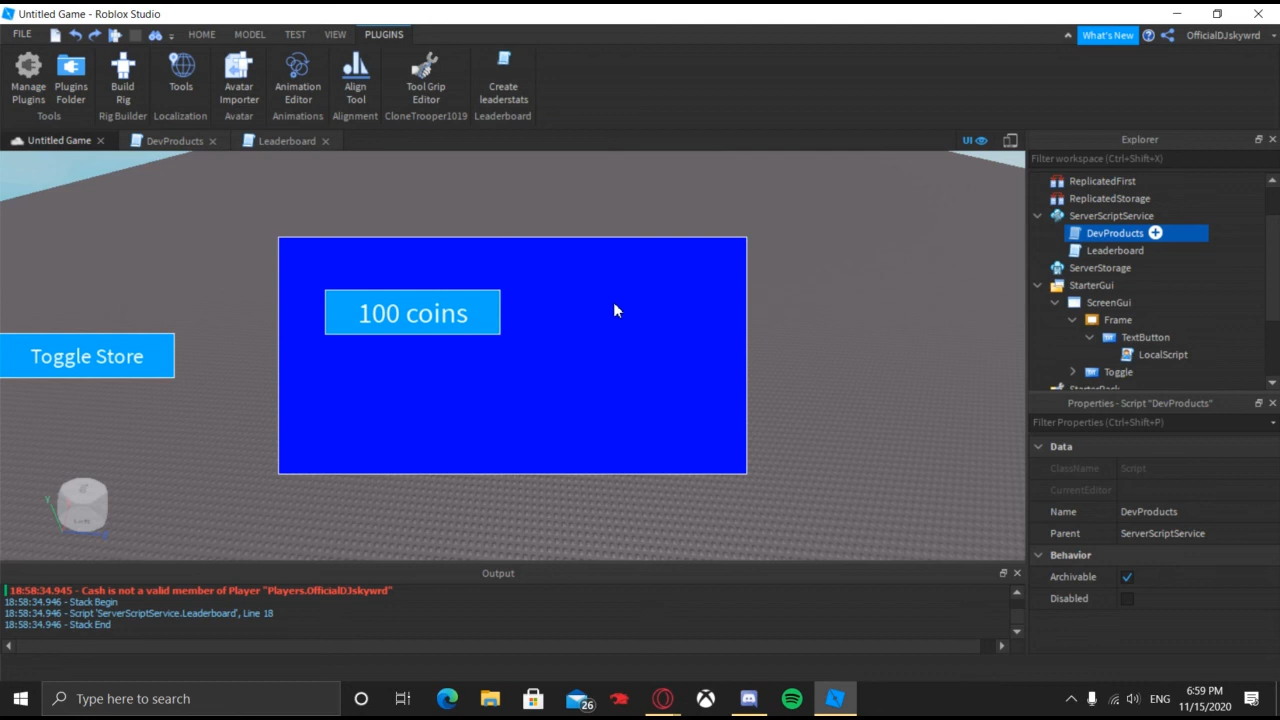 Untitled Game - Roblox Studio
FILE HOME MODEL TEST VIEW PLUGINS What's New OfficialDJskywrd
Manage Plugins
Plugins Folder
Build Rig
Tools
Avatar Importer
Animation Editor
Align Tool
Tool Grip Editor
Create leaderstats
Tools Rig Builder Localization Avatar Animations Alignment CloneTrooper1019 Leaderboard
Untitled Game DevProducts Leaderboard UI
Explorer
Filter workspace (Ctrl+Shift+X)
ReplicatedFirst
ReplicatedStorage
ServerScriptService
DevProducts
Leaderboard
ServerStorage
StarterGui
ScreenGui
Frame
TextButton
LocalScript
Toggle
StarterPack
100 coins
Toggle Store
Properties - Script "DevProducts"
Filter Properties (Ctrl+Shift+P)
Data
ClassName Script
CurrentEditor
Name DevProducts
Parent ServerScriptService
Behavior
Archivable
Disabled
Output
18:58:34.945 - Cash is not a valid member of Player "Players.OfficialDJskywrd"
18:58:34.946 - Stack Begin
18:58:34.946 - Script 'ServerScriptService.Leaderboard', Line 18
18:58:34.946 - Stack End
Type here to search
26
ENG
6:59 PM
11/15/2020